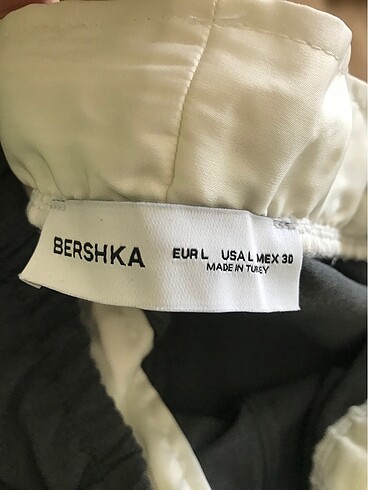 BERSHKA
EUR L USA L MEX 30
MADE IN TURKEY